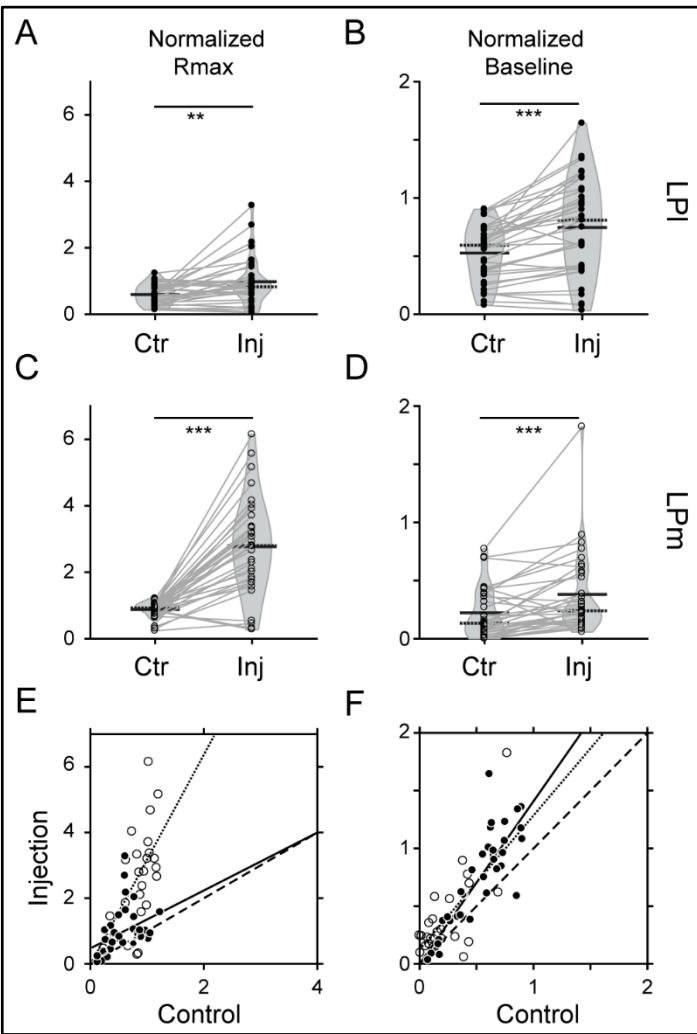 A
Normalized
Rmax
B
Normalized
Baseline
6
4
2
0
**
Ctr
Inj
2
1
0
***
Ctr
Inj
LPl
C
6
4
2
0
***
Ctr
Inj
D
2
1
0
***
Ctr
Inj
LPm
E
6
4
2
0
Injection
0
2
4
Control
F
2
1
0
0
1
2
Control